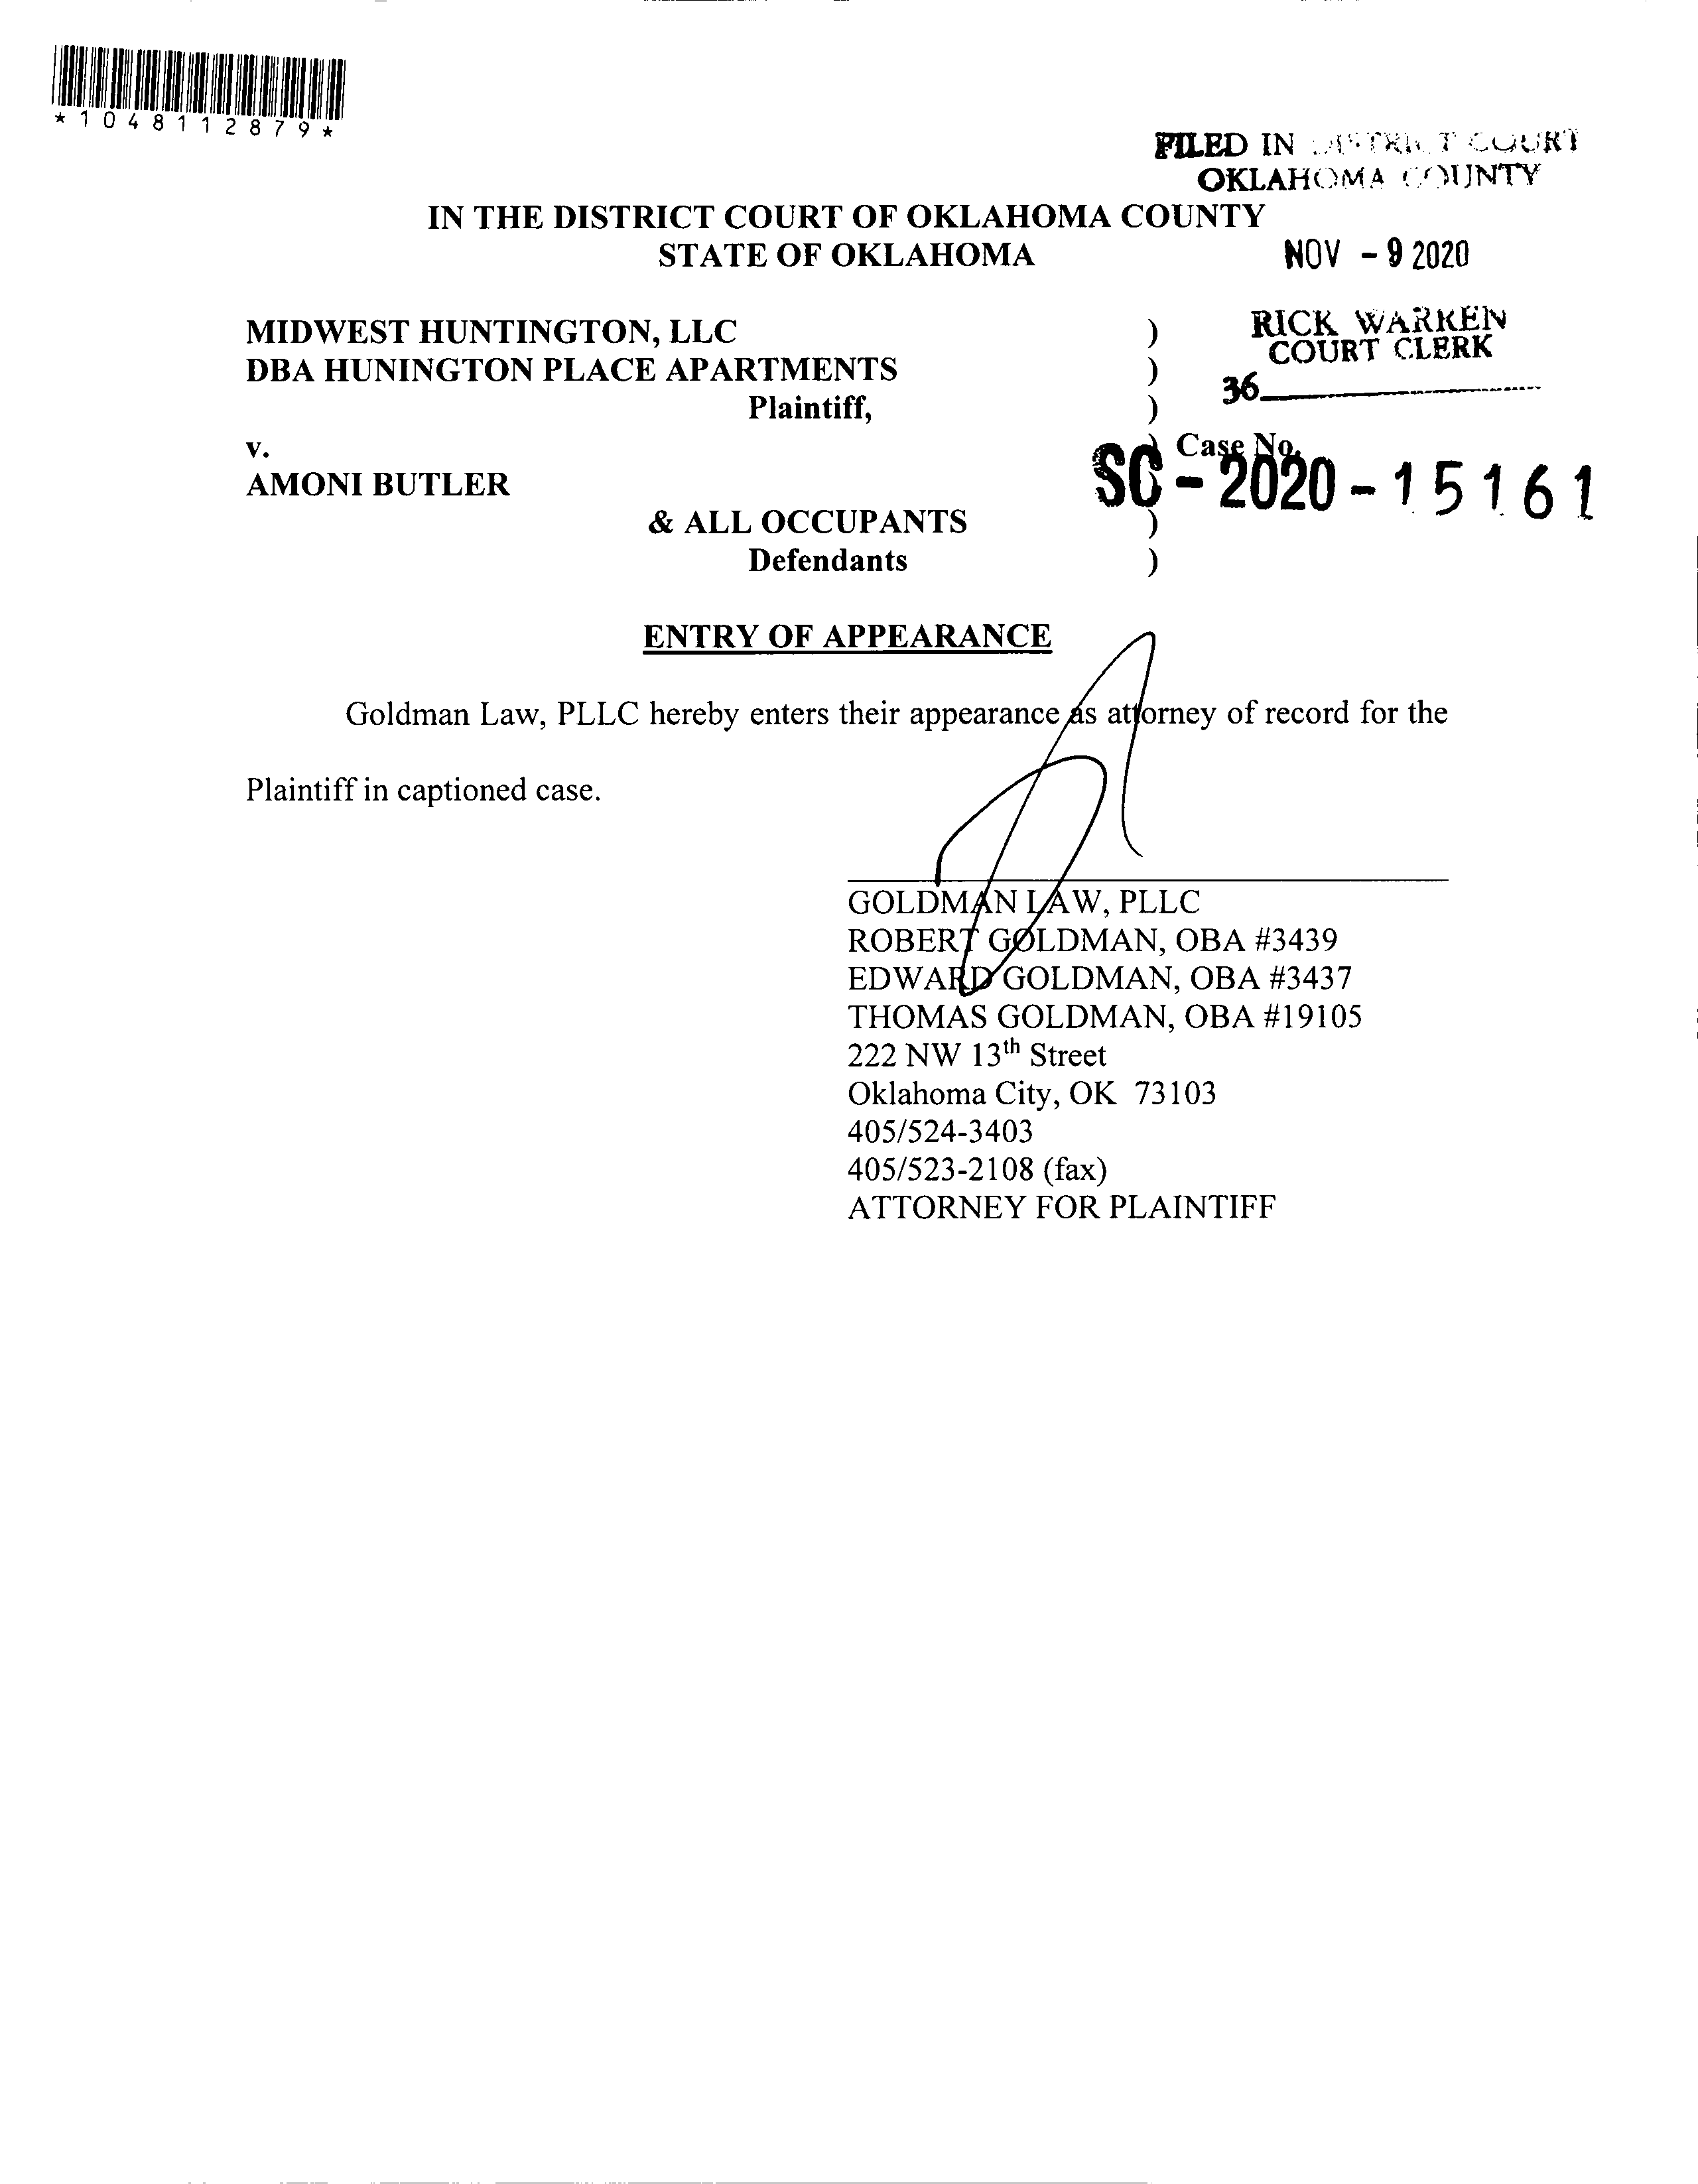 *1048112879*
FILED IN DISTRICT COURT
OKLAHOMA COUNTY
IN THE DISTRICT COURT OF OKLAHOMA COUNTY
STATE OF OKLAHOMA
NOV - 9 2020
MIDWEST HUNTINGTON, LLC )
DBA HUNINGTON PLACE APARTMENTS )
Plaintiff, )
RICK WARREN
COURT CLERK
36
v. ) Case No.
SC - 2020 - 15161
AMONI BUTLER
& ALL OCCUPANTS )
Defendants )
ENTRY OF APPEARANCE
Goldman Law, PLLC hereby enters their appearance as attorney of record for the
Plaintiff in captioned case.
GOLDMAN LAW, PLLC
ROBERT GOLDMAN, OBA #3439
EDWARD GOLDMAN, OBA #3437
THOMAS GOLDMAN, OBA #19105
222 NW 13th Street
Oklahoma City, OK 73103
405/524-3403
405/523-2108 (fax)
ATTORNEY FOR PLAINTIFF